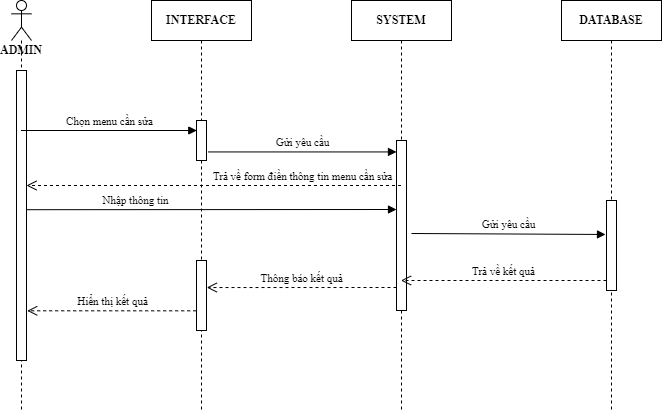 INTERFACE
SYSTEM
DATABASE
ADMIN
Chọn menu cần sửa
Gửi yêu cầu
Trả về form điền thông tin menu cần sửa
Nhập thông tin
Gửi yêu cầu
Trả về kết quả
Thông báo kết quả
Hiển thị kết quả